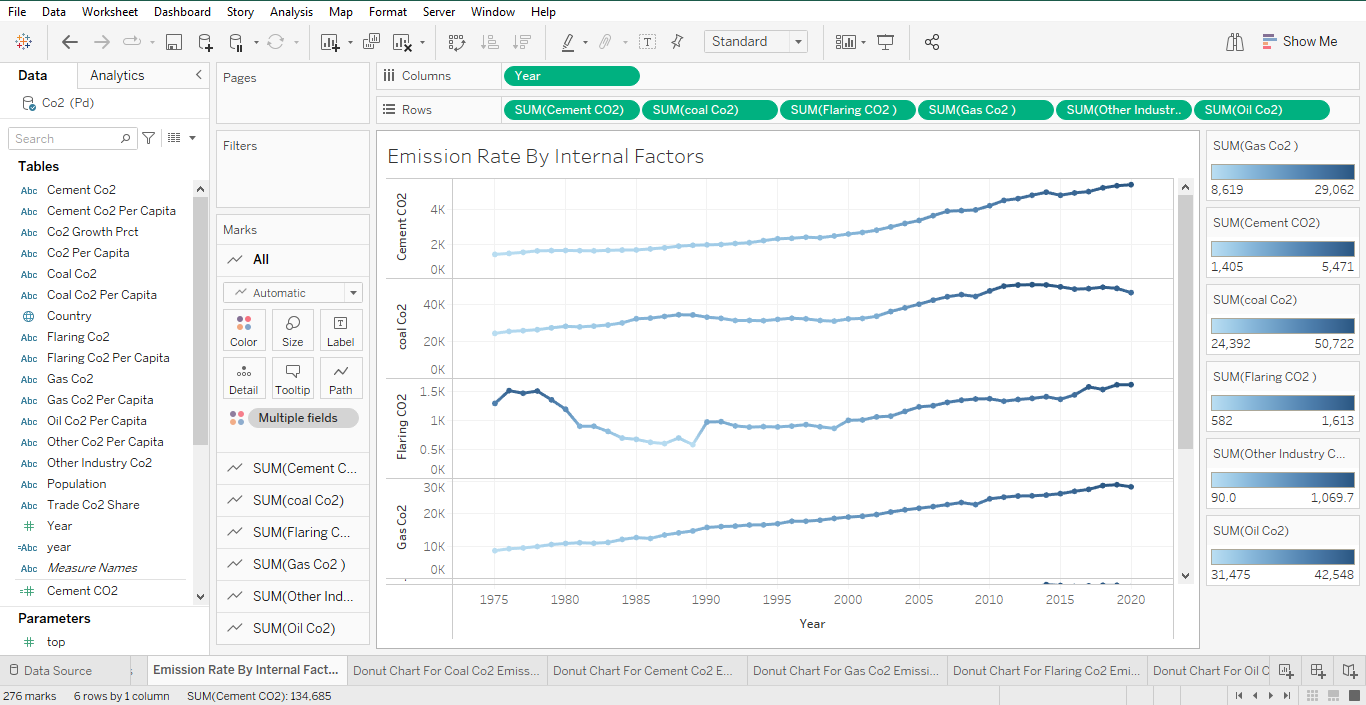 File Data Worksheet Dashboard Story Analysis Map Format Server Window Help
Standard
Show Me
Data Analytics
Co2 (Pd)
Search
Tables
Abc Cement Co2
Abc Cement Co2 Per Capita
Abc Co2 Growth Prct
Abc Co2 Per Capita
Abc Coal Co2
Abc Coal Co2 Per Capita
Country
Abc Flaring Co2
Abc Flaring Co2 Per Capita
Abc Gas Co2
Abc Gas Co2 Per Capita
Abc Oil Co2 Per Capita
Abc Other Co2 Per Capita
Abc Other Industry Co2
Abc Population
Abc Trade Co2 Share
# Year
=Abc year
Abc Measure Names
=# Cement CO2
Parameters
# top
Pages
Filters
Marks
All
Automatic
Color Size Label
Detail Tooltip Path
Multiple fields
SUM(Cement C...
SUM(coal Co2)
SUM(Flaring C...
SUM(Gas Co2 )
SUM(Other Ind...
SUM(Oil Co2)
Columns Year
Rows SUM(Cement CO2) SUM(coal Co2) SUM(Flaring CO2 ) SUM(Gas Co2 ) SUM(Other Industr.. SUM(Oil Co2)
Emission Rate By Internal Factors
Cement CO2
4K
2K
0K
coal Co2
40K
20K
0K
Flaring CO2
1.5K
1K
0.5K
0K
Gas Co2
30K
20K
10K
0K
1975 1980 1985 1990 1995 2000 2005 2010 2015 2020
Year
SUM(Gas Co2 )
8,619 29,062
SUM(Cement CO2)
1,405 5,471
SUM(coal Co2)
24,392 50,722
SUM(Flaring CO2 )
582 1,613
SUM(Other Industry C...
90.0 1,069.7
SUM(Oil Co2)
31,475 42,548
Data Source Emission Rate By Internal Fact... Donut Chart For Coal Co2 Emiss... Donut Chart For Cement Co2 E... Donut Chart For Gas Co2 Emissi... Donut Chart For Flaring Co2 Emi... Donut Chart For Oil C
276 marks 6 rows by 1 column SUM(Cement CO2): 134,685